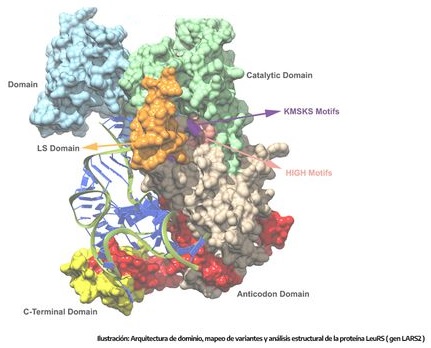 Domain
Catalytic Domain
KMSKS Motifs
LS Domain
HIGH Motifs
Anticodon Domain
C-Terminal Domain
Ilustración: Arquitectura de dominio, mapeo de variantes y análisis estructural de la proteína LeuRS ( gen LARS2 )